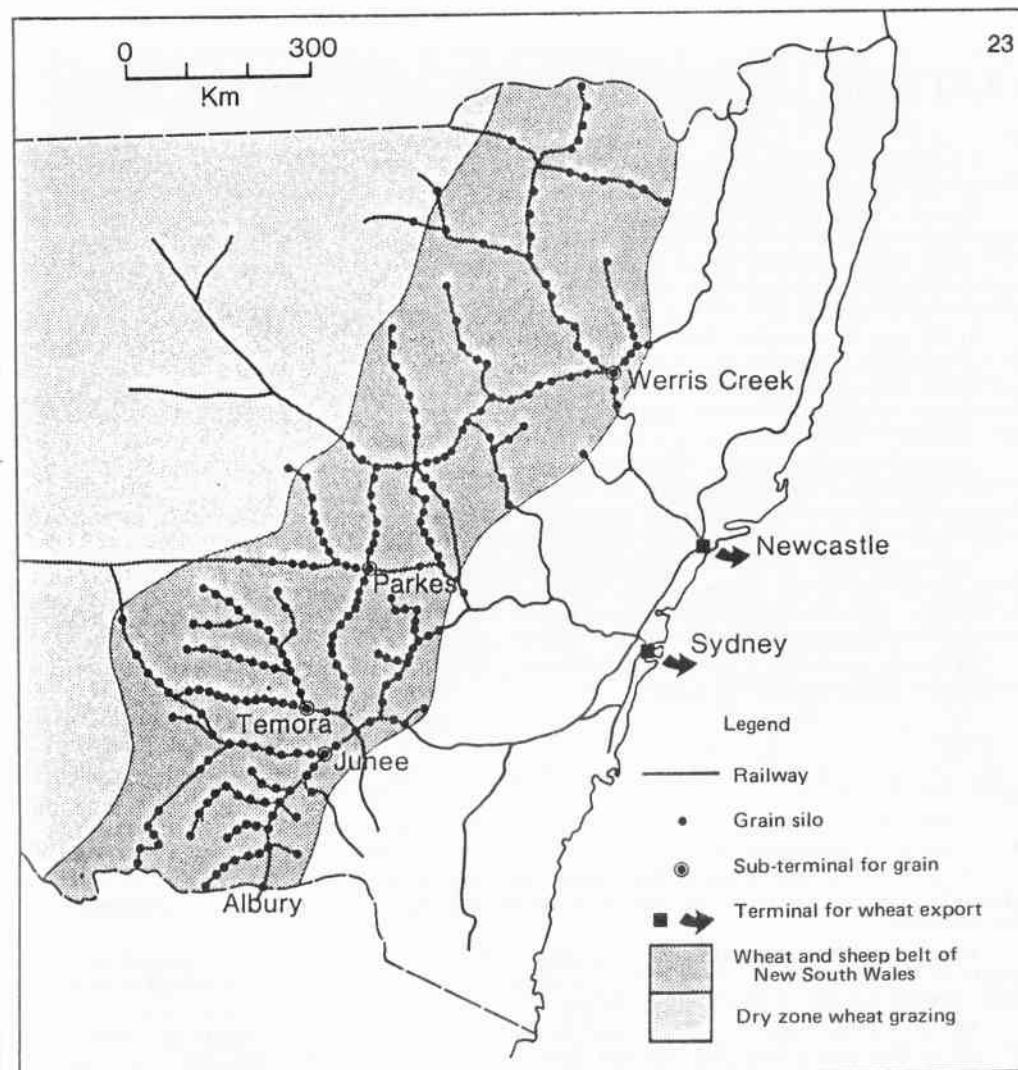 0 300
Km
23
Werris Creek
Newcastle
Parkes
Sydney
Temora
Junee
Albury
Legend
Railway
Grain silo
Sub-terminal for grain
Terminal for wheat export
Wheat and sheep belt of
New South Wales
Dry zone wheat grazing